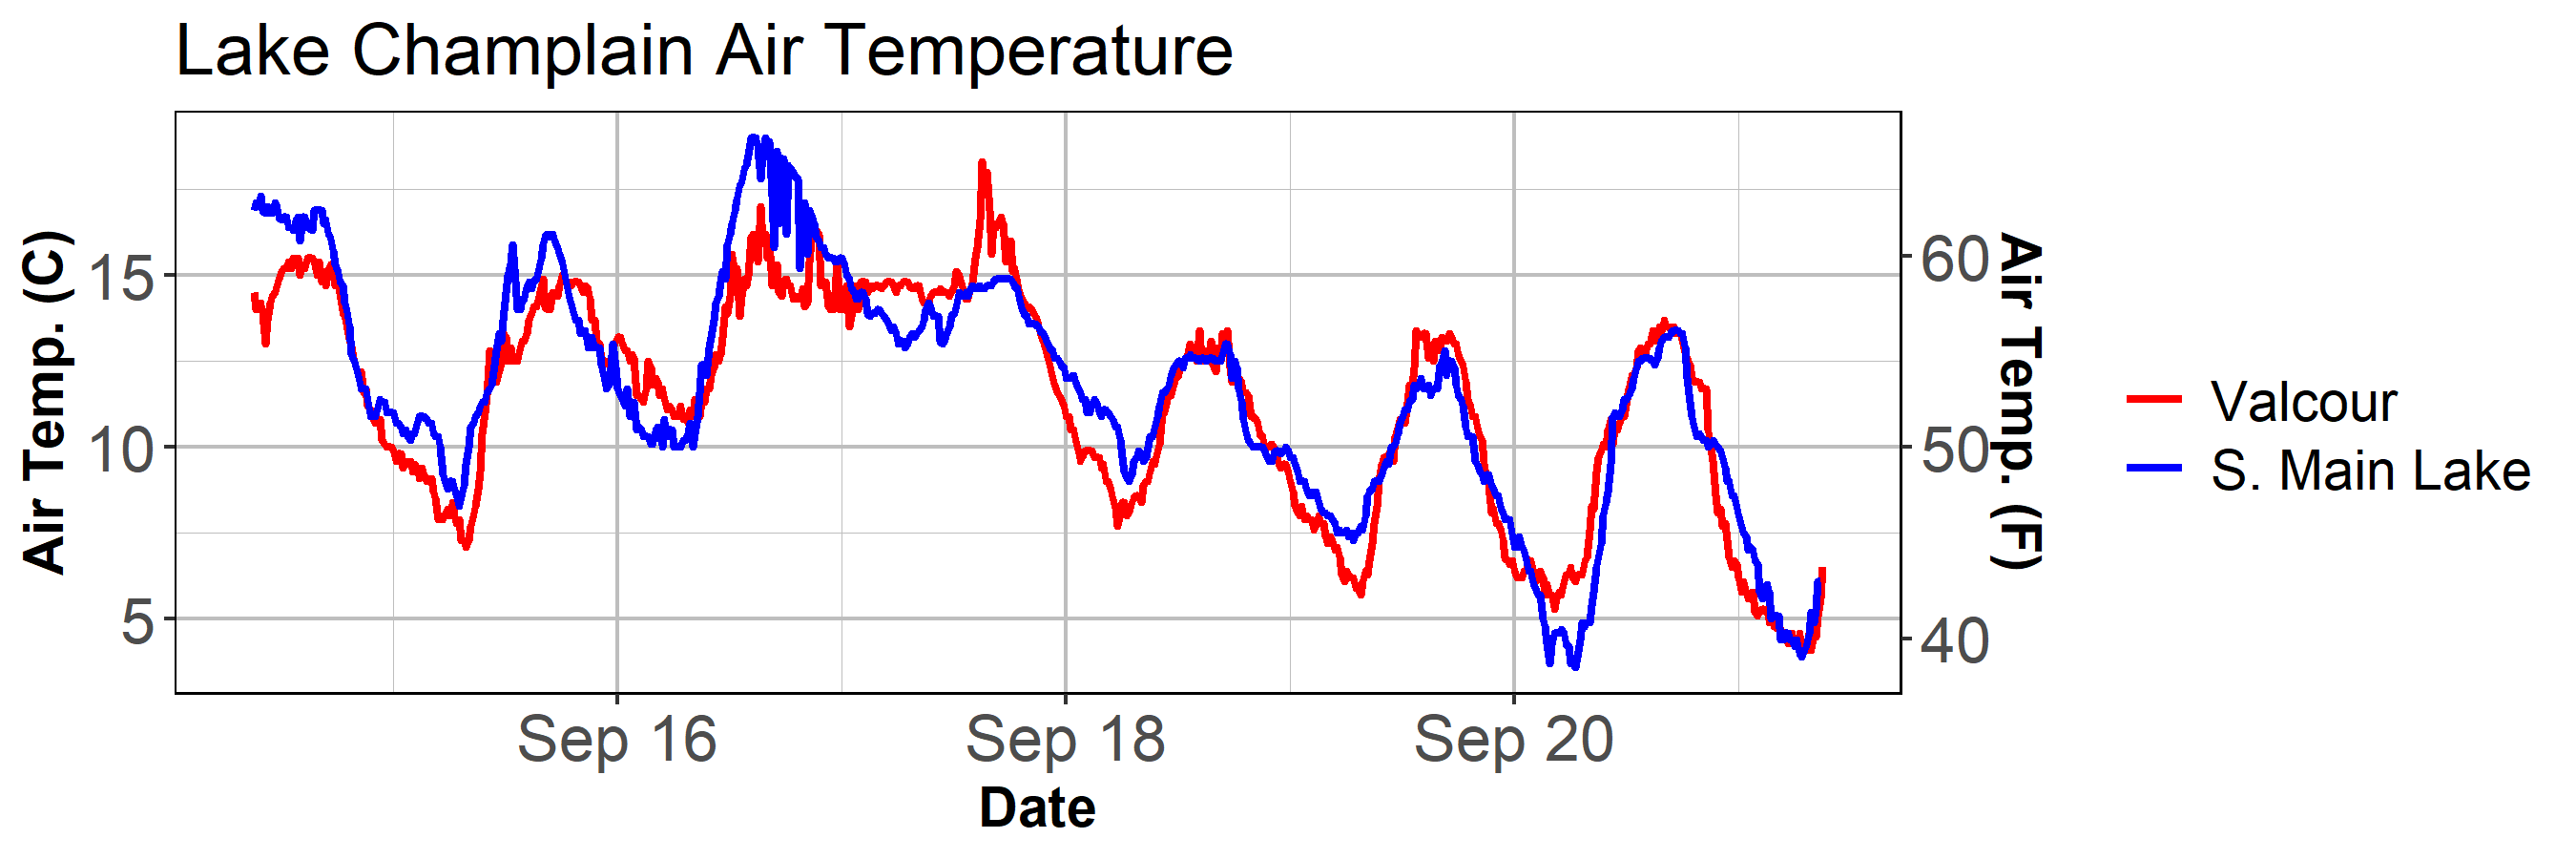 Lake Champlain Air Temperature
Air Temp. (C)
15
10
5
60
50
40
Air Temp. (F)
Valcour
S. Main Lake
Sep 16
Sep 18
Sep 20
Date